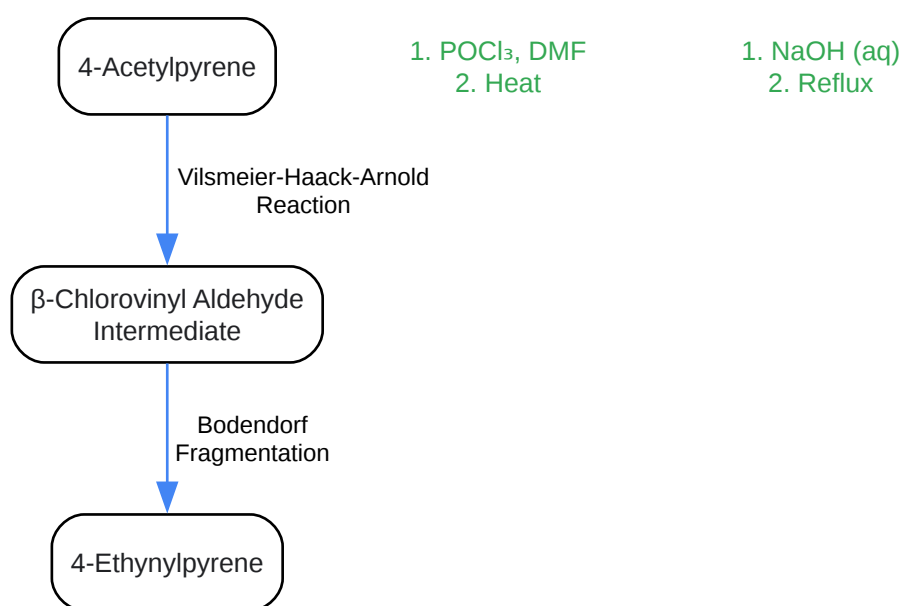 4-Acetylpyrene
1. POCl₃, DMF
2. Heat
1. NaOH (aq)
2. Reflux
Vilsmeier-Haack-Arnold
Reaction
β-Chlorovinyl Aldehyde
Intermediate
Bodendorf
Fragmentation
4-Ethynylpyrene